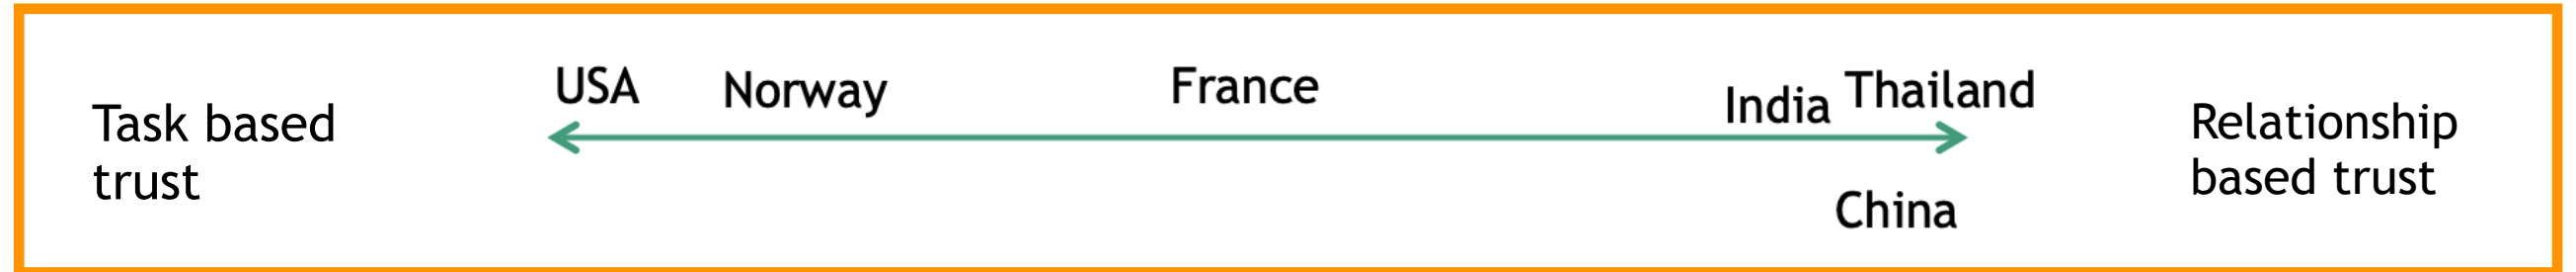 Task based
trust
USA
Norway
France
India
Thailand
China
Relationship
based trust